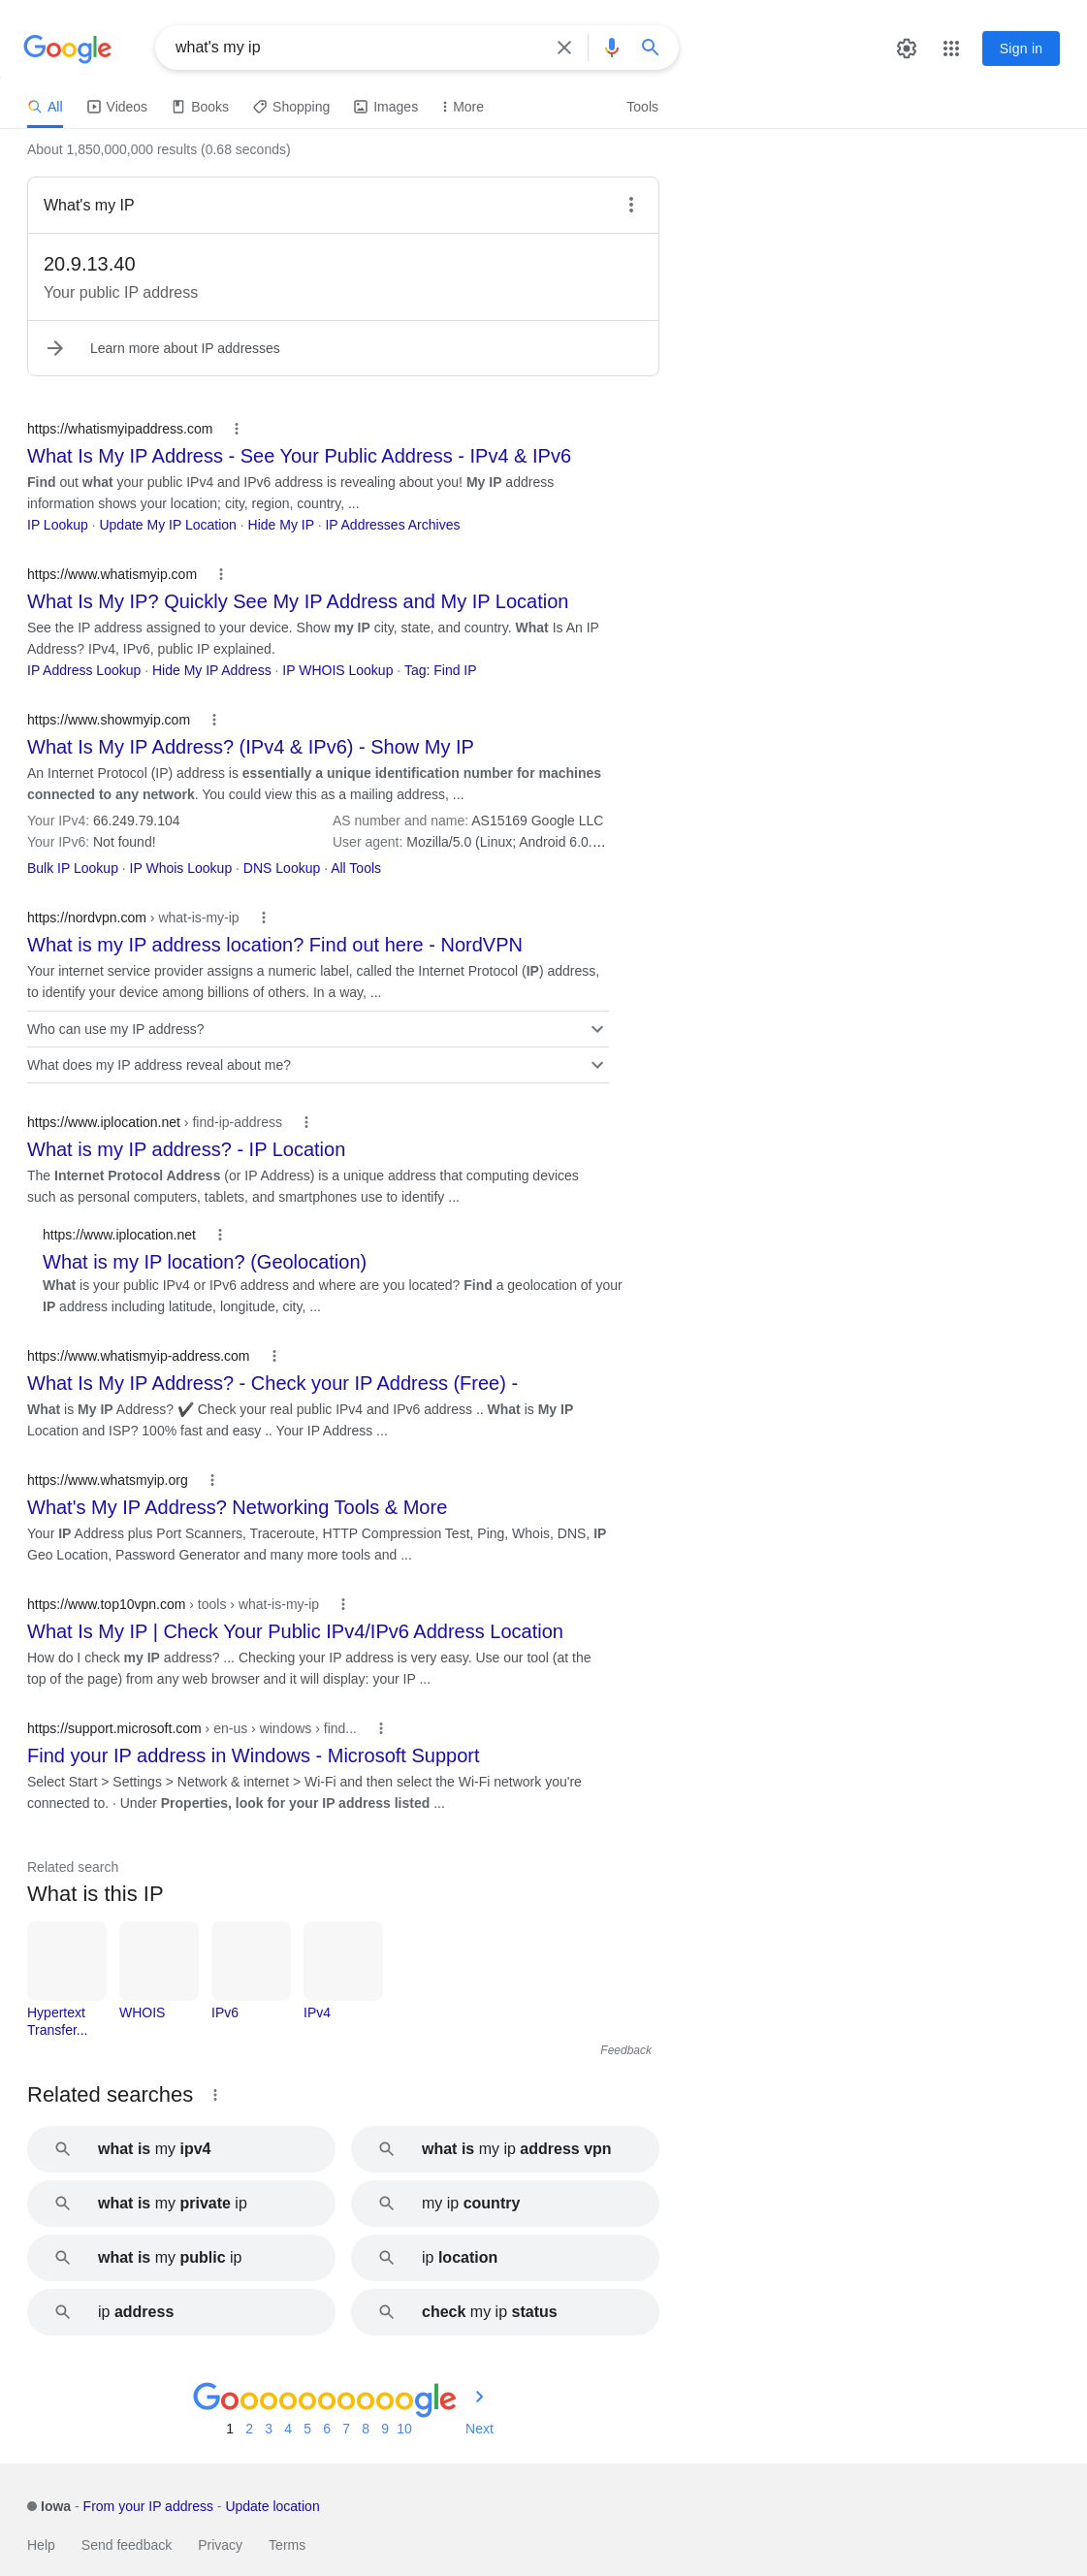 Google
what's my ip
Sign in
All
Videos
Books
Shopping
Images
More
Tools
About 1,850,000,000 results (0.68 seconds)
What's my IP
20.9.13.40
Your public IP address
Learn more about IP addresses
https://whatismyipaddress.com
What Is My IP Address - See Your Public Address - IPv4 & IPv6
Find out what your public IPv4 and IPv6 address is revealing about you! My IP address
information shows your location; city, region, country, ...
IP Lookup · Update My IP Location · Hide My IP · IP Addresses Archives
https://www.whatismyip.com
What Is My IP? Quickly See My IP Address and My IP Location
See the IP address assigned to your device. Show my IP city, state, and country. What Is An IP
Address? IPv4, IPv6, public IP explained.
IP Address Lookup · Hide My IP Address · IP WHOIS Lookup · Tag: Find IP
https://www.showmyip.com
What Is My IP Address? (IPv4 & IPv6) - Show My IP
An Internet Protocol (IP) address is essentially a unique identification number for machines
connected to any network. You could view this as a mailing address, ...
Your IPv4: 66.249.79.104
AS number and name: AS15169 Google LLC
Your IPv6: Not found!
User agent: Mozilla/5.0 (Linux; Android 6.0....
Bulk IP Lookup · IP Whois Lookup · DNS Lookup · All Tools
https://nordvpn.com › what-is-my-ip
What is my IP address location? Find out here - NordVPN
Your internet service provider assigns a numeric label, called the Internet Protocol (IP) address,
to identify your device among billions of others. In a way, ...
Who can use my IP address?
What does my IP address reveal about me?
https://www.iplocation.net › find-ip-address
What is my IP address? - IP Location
The Internet Protocol Address (or IP Address) is a unique address that computing devices
such as personal computers, tablets, and smartphones use to identify ...
https://www.iplocation.net
What is my IP location? (Geolocation)
What is your public IPv4 or IPv6 address and where are you located? Find a geolocation of your
IP address including latitude, longitude, city, ...
https://www.whatismyip-address.com
What Is My IP Address? - Check your IP Address (Free) -
What is My IP Address? ✔ Check your real public IPv4 and IPv6 address .. What is My IP
Location and ISP? 100% fast and easy .. Your IP Address ...
https://www.whatsmyip.org
What's My IP Address? Networking Tools & More
Your IP Address plus Port Scanners, Traceroute, HTTP Compression Test, Ping, Whois, DNS, IP
Geo Location, Password Generator and many more tools and ...
https://www.top10vpn.com › tools › what-is-my-ip
What Is My IP | Check Your Public IPv4/IPv6 Address Location
How do I check my IP address? ... Checking your IP address is very easy. Use our tool (at the
top of the page) from any web browser and it will display: your IP ...
https://support.microsoft.com › en-us › windows › find...
Find your IP address in Windows - Microsoft Support
Select Start > Settings > Network & internet > Wi-Fi and then select the Wi-Fi network you're
connected to. · Under Properties, look for your IP address listed ...
Related search
What is this IP
Hypertext
Transfer...
WHOIS
IPv6
IPv4
Feedback
Related searches
what is my ipv4
what is my ip address vpn
what is my private ip
my ip country
what is my public ip
ip location
ip address
check my ip status
Goooooooooogle
1 2 3 4 5 6 7 8 9 10 Next
Iowa - From your IP address - Update location
Help
Send feedback
Privacy
Terms